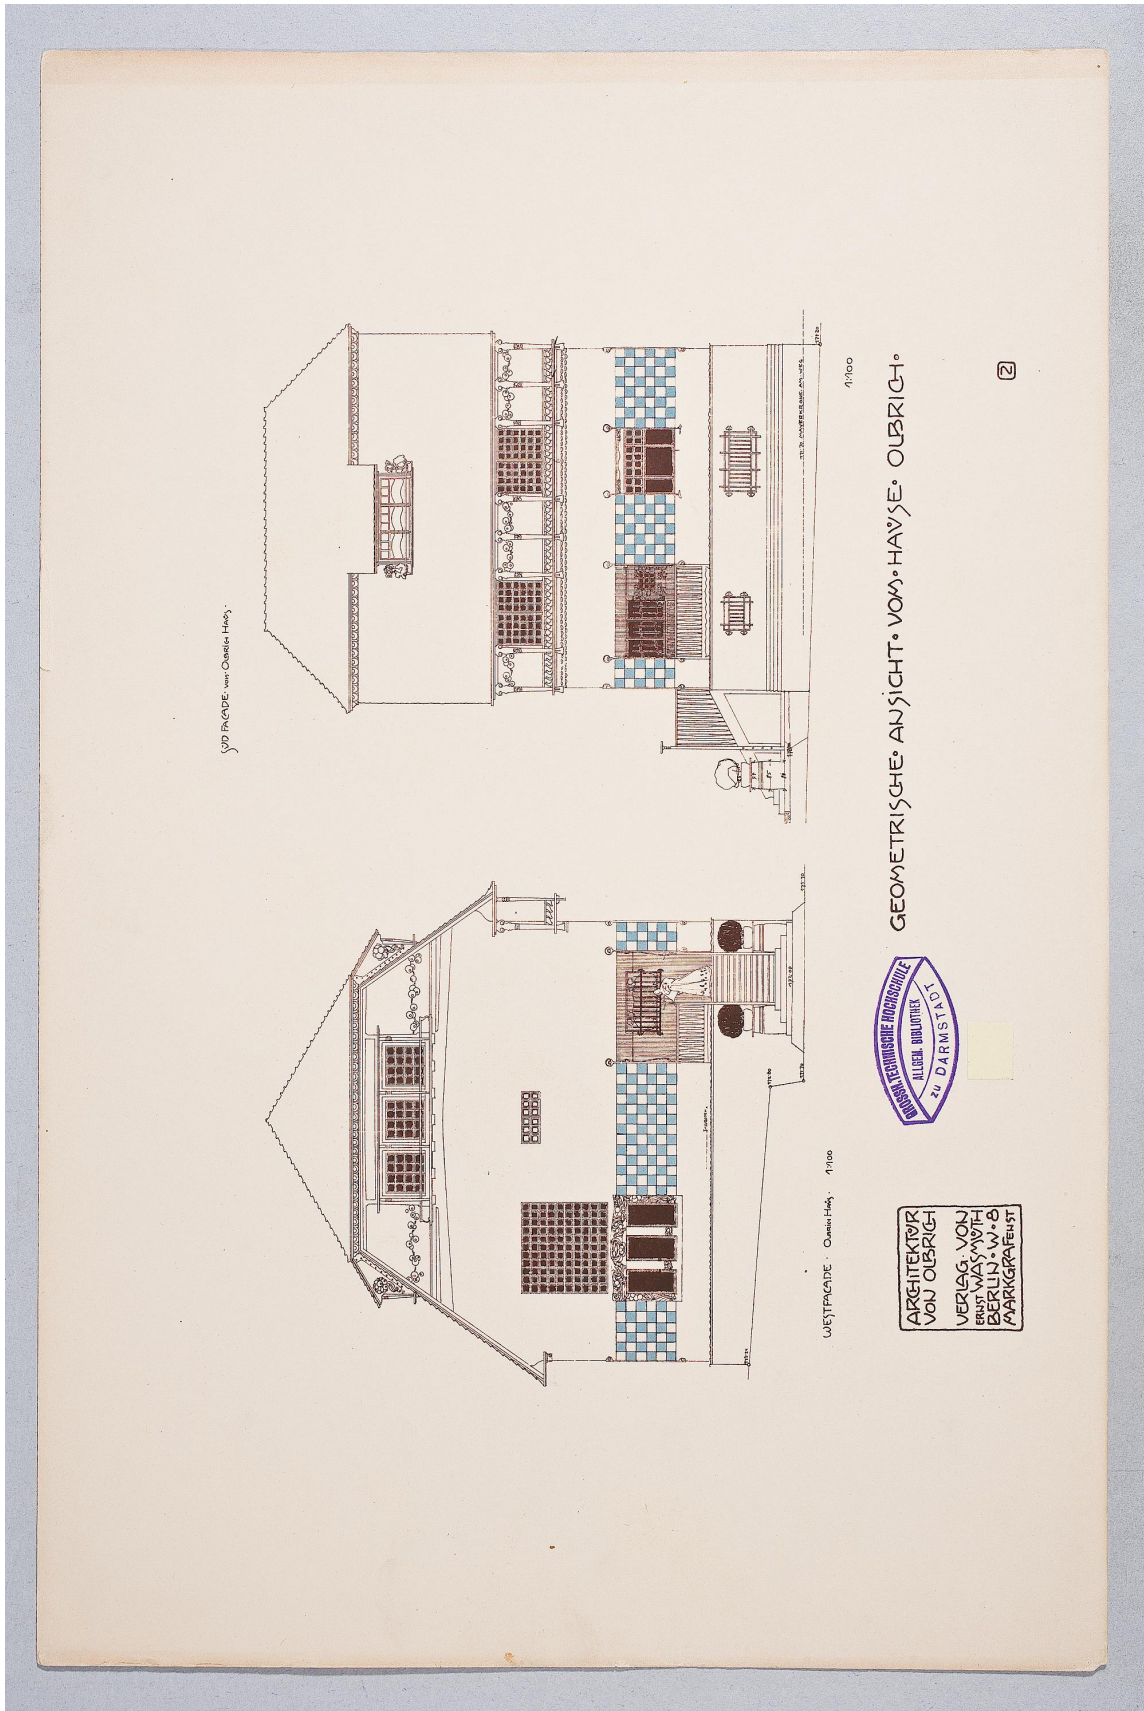 SÜD FAÇADE · VON OLBRICH HAUS ·
1:100
WESTFAÇADE · OLBRICH HAUS · 1:100
GEOMETRISCHE · ANSICHT · VOM · HAUSE · OLBRICH ·
2
GROSSH. TECHNISCHE HOCHSCHULE
ALLGEM. BIBLIOTHEK
ZU DARMSTADT
ARCHITEKTUR
VON OLBRICH
VERLAG · VON
ERNST WASMUTH
BERLIN · W · 8
MARKGRAFENST